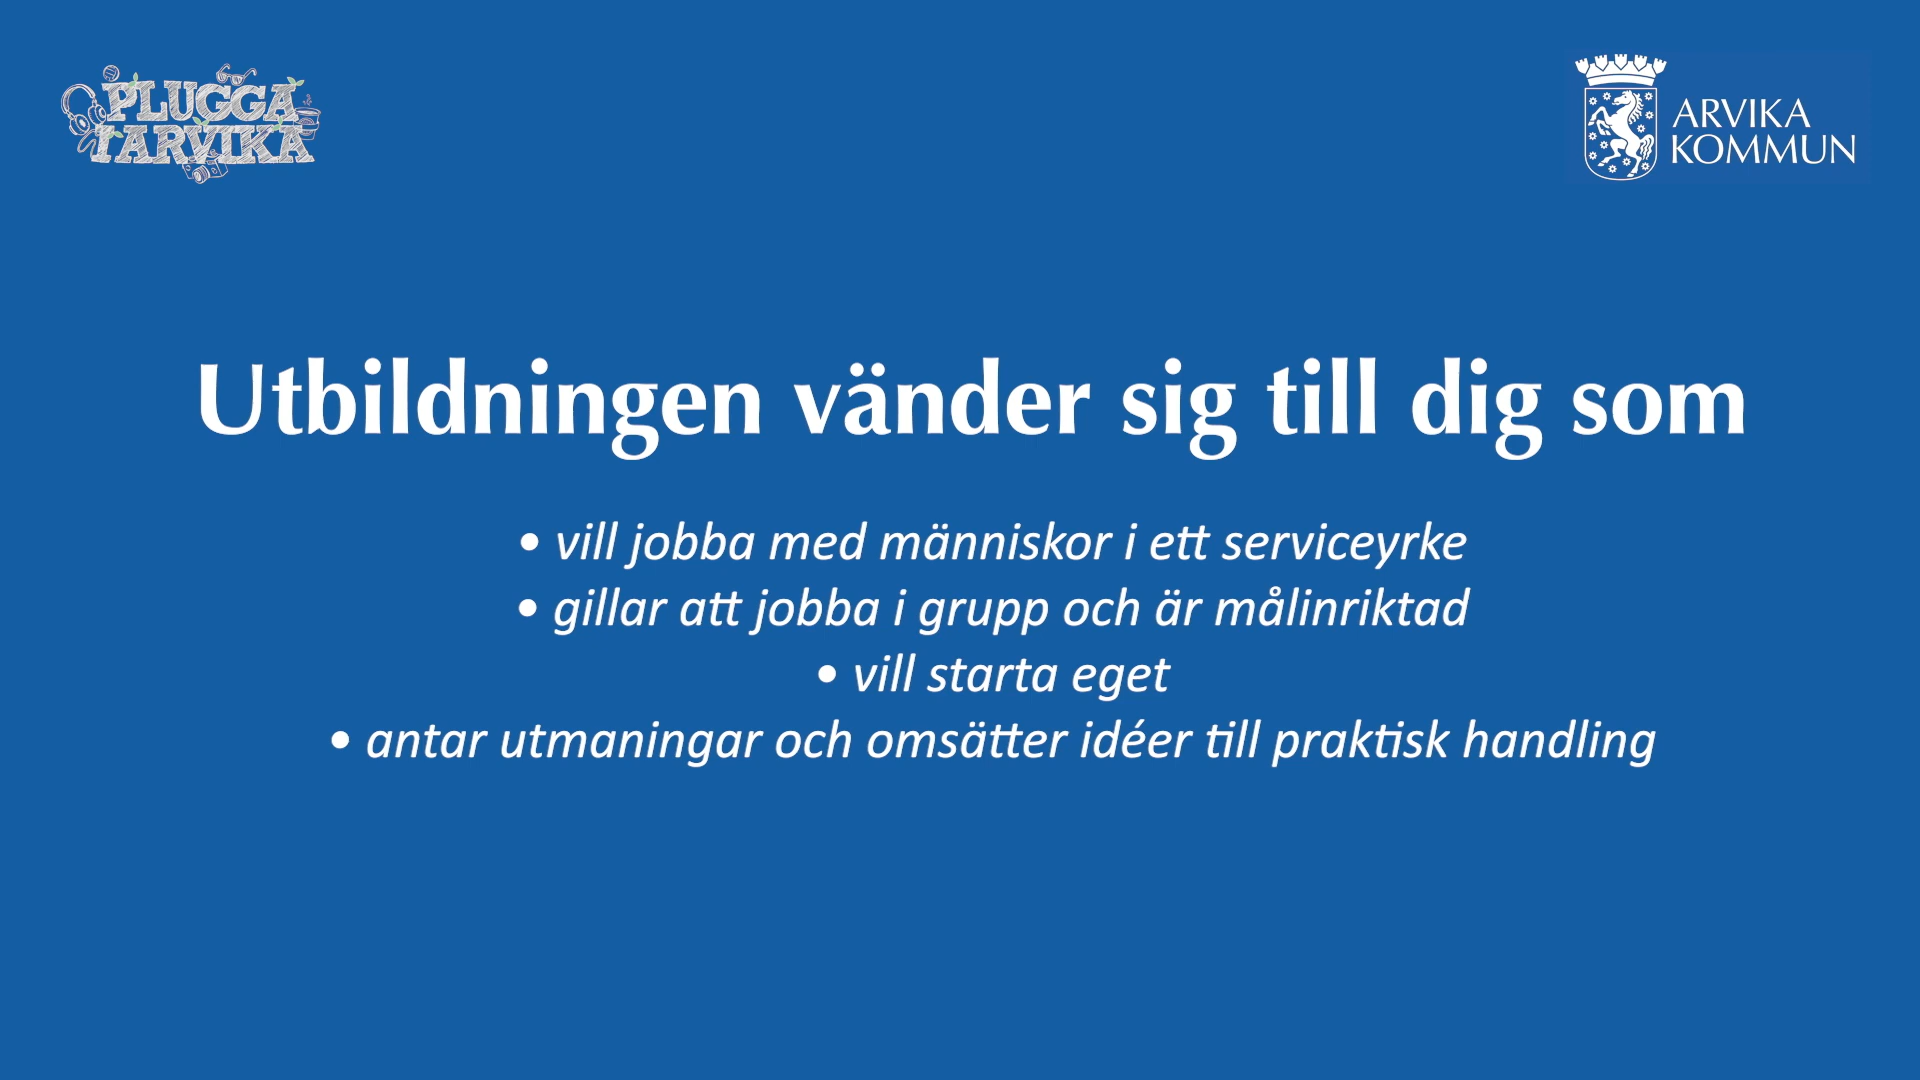 PLUGGA
I ARVIKA
ARVIKA
KOMMUN
Utbildningen vänder sig till dig som
• vill jobba med människor i ett serviceyrke
• gillar att jobba i grupp och är målinriktad
• vill starta eget
• antar utmaningar och omsätter idéer till praktisk handling